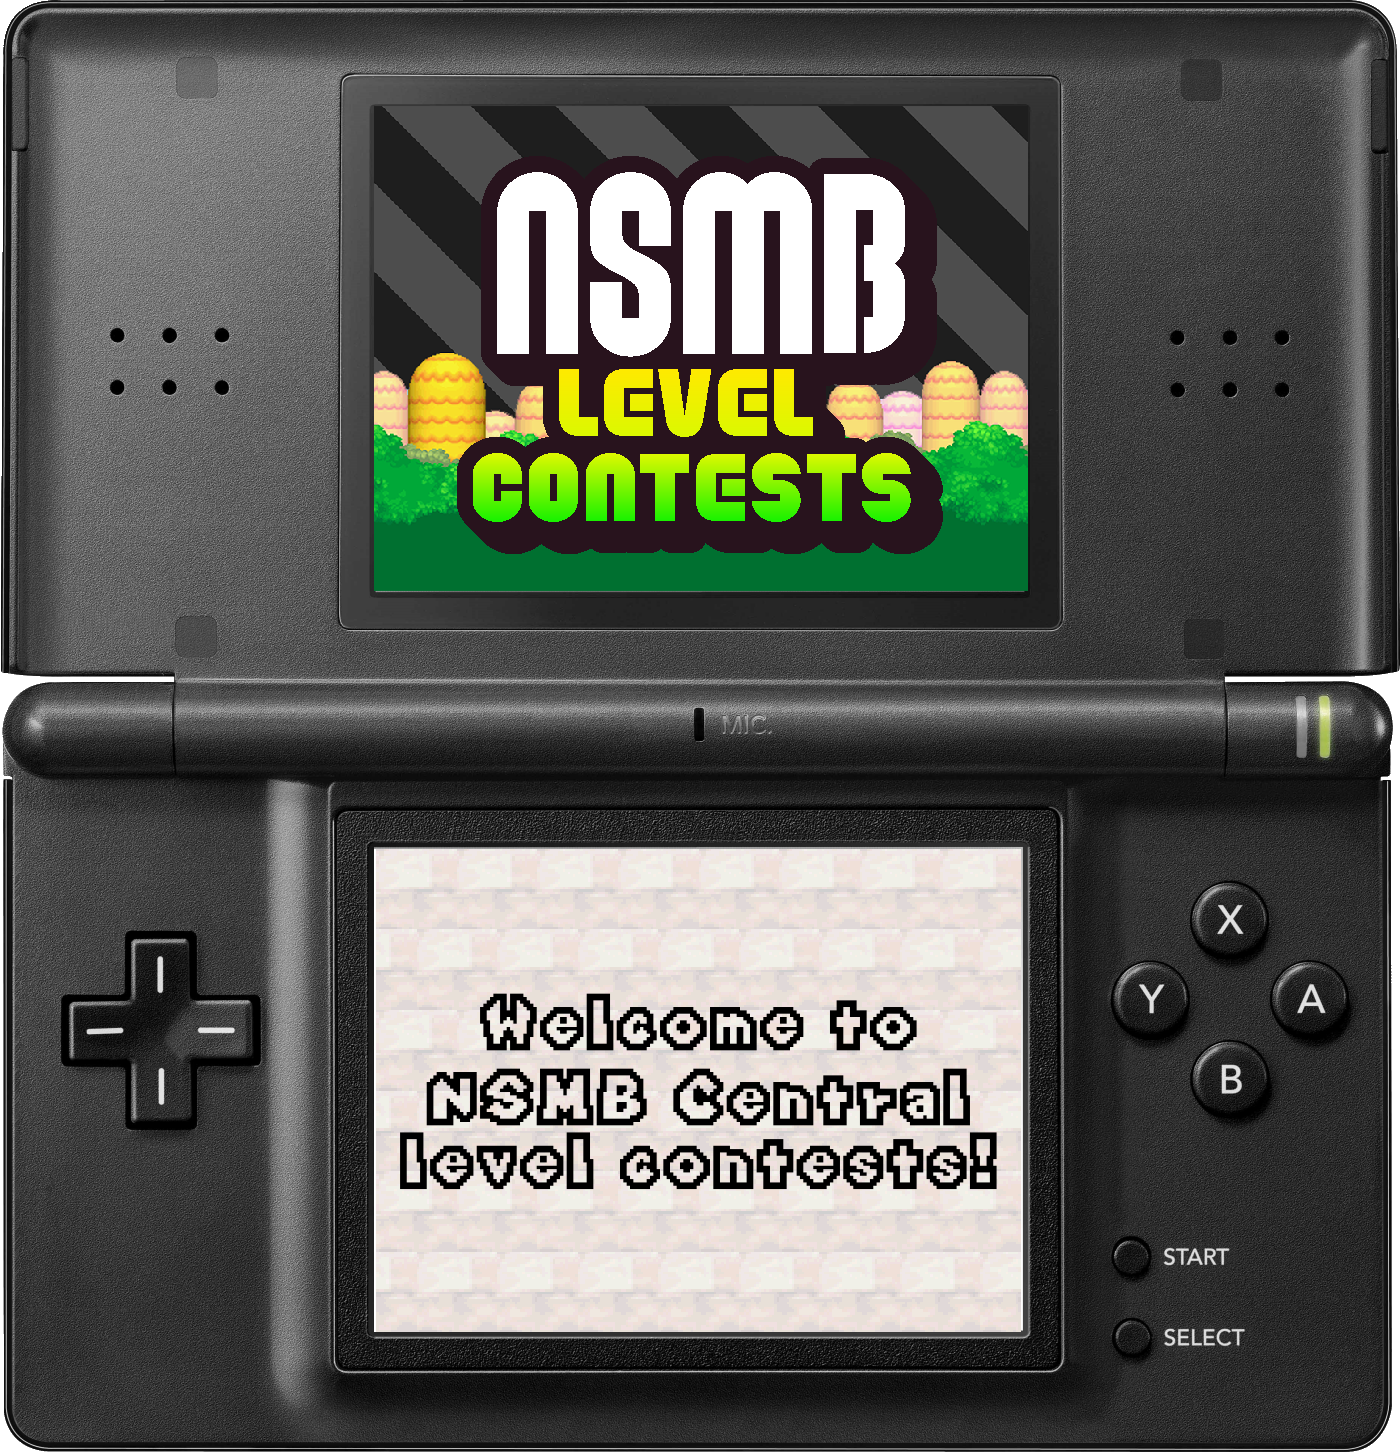 NSMB
LEVEL
CONTESTS
MIC.
Welcome to
NSMB Central
level contests!
X
Y
A
B
START
SELECT